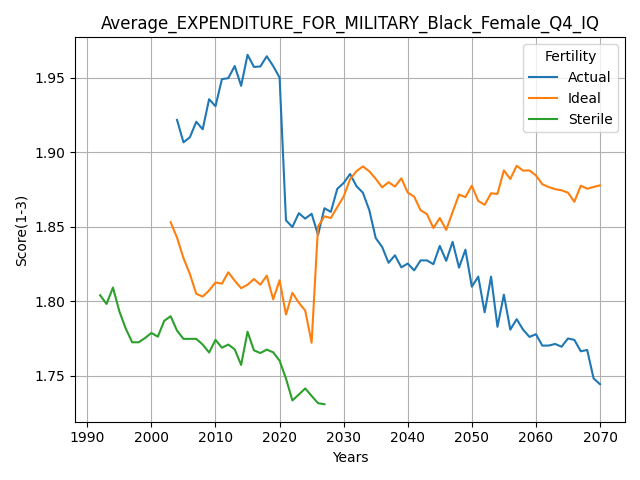 Average_EXPENDITURE_FOR_MILITARY_Black_Female_Q4_IQ
Fertility
Actual
Ideal
Sterile
Score(1-3)
1.95
1.90
1.85
1.80
1.75
1990 2000 2010 2020 2030 2040 2050 2060 2070
Years